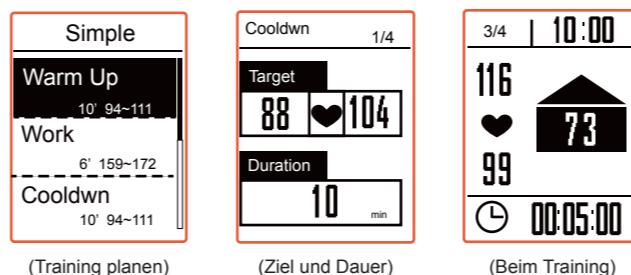 Simple
Warm Up
10' 94~111
Work
6' 159~172
Cooldwn
10' 94~111
(Training planen)
Cooldwn 1/4
Target
88 104
Duration
10 min
(Ziel und Dauer)
3/4 10:00
116
73
99
00:05:00
(Beim Training)